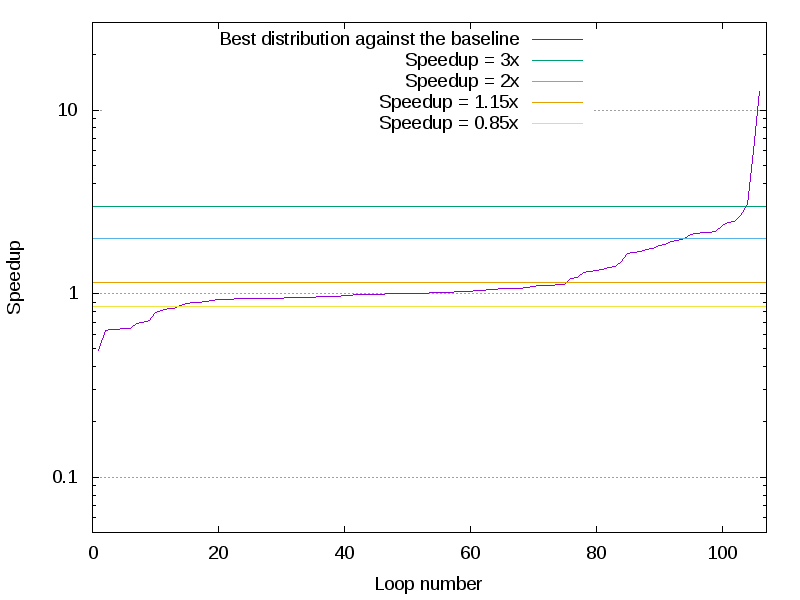 Best distribution against the baseline
Speedup = 3x
Speedup = 2x
Speedup = 1.15x
Speedup = 0.85x
10
1
0.1
Speedup
0 20 40 60 80 100
Loop number